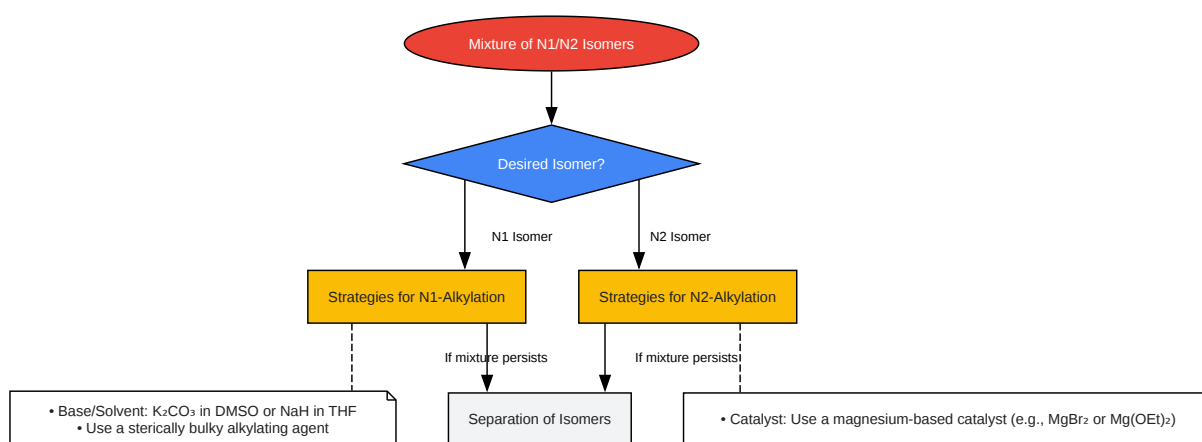 Mixture of N1/N2 Isomers
Desired Isomer?
N1 Isomer
N2 Isomer
Strategies for N1-Alkylation
Strategies for N2-Alkylation
If mixture persists
If mixture persists
• Base/Solvent: K₂CO₃ in DMSO or NaH in THF
• Use a sterically bulky alkylating agent
Separation of Isomers
• Catalyst: Use a magnesium-based catalyst (e.g., MgBr₂ or Mg(OEt)₂)